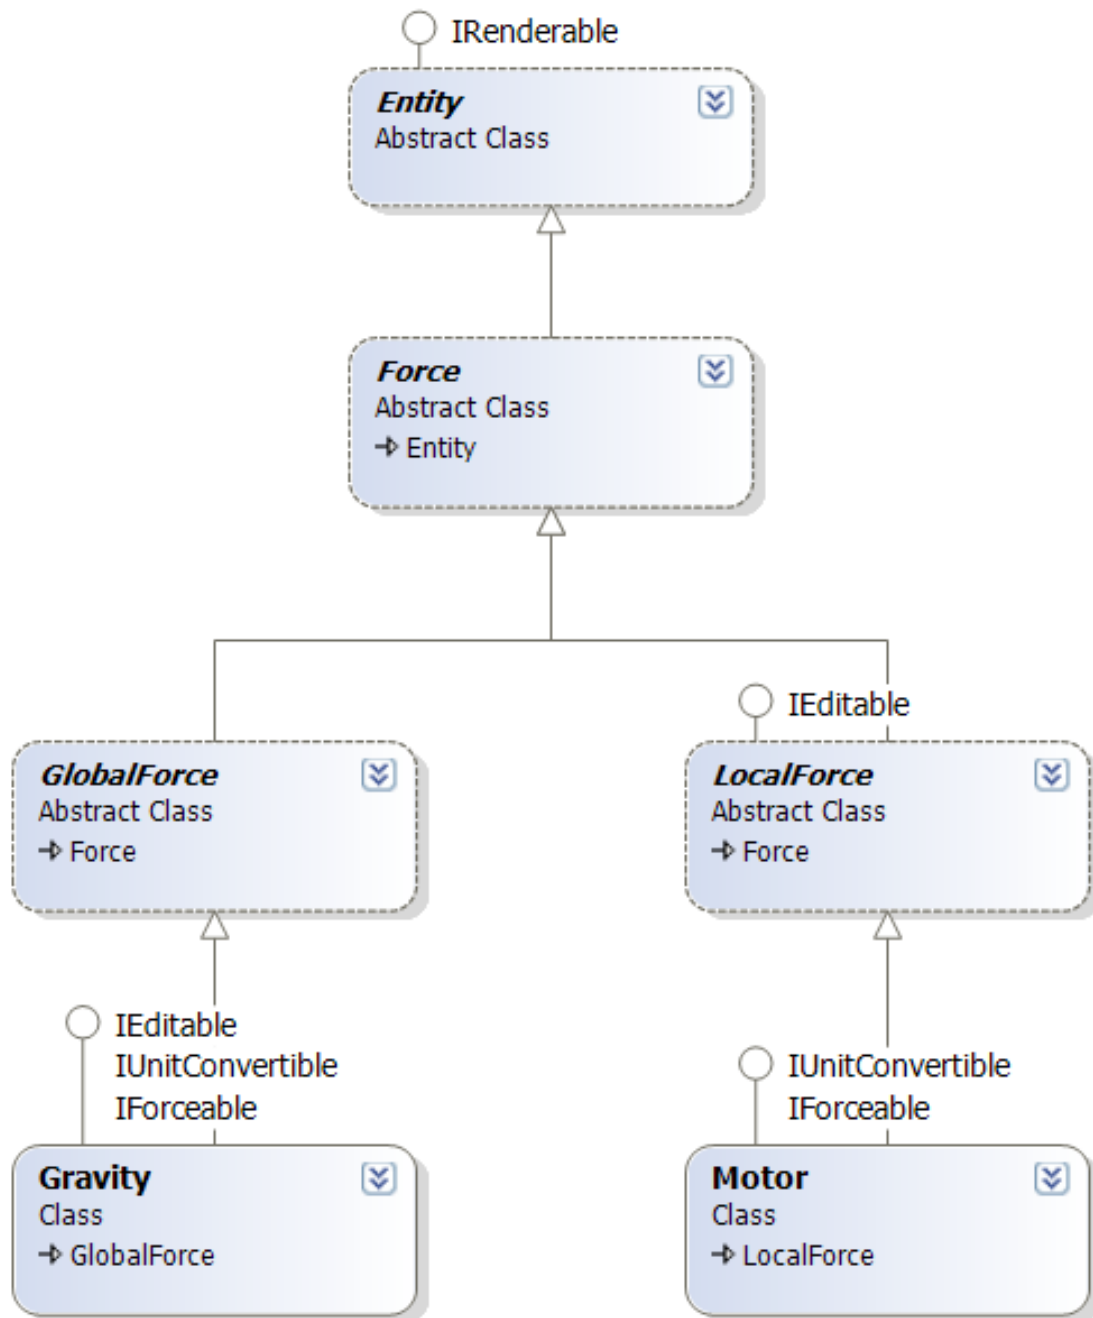 IRenderable
Entity
Abstract Class
Force
Abstract Class
Entity
IEditable
GlobalForce
Abstract Class
Force
LocalForce
Abstract Class
Force
IEditable
IUnitConvertible
IForceable
IUnitConvertible
IForceable
Gravity
Class
GlobalForce
Motor
Class
LocalForce